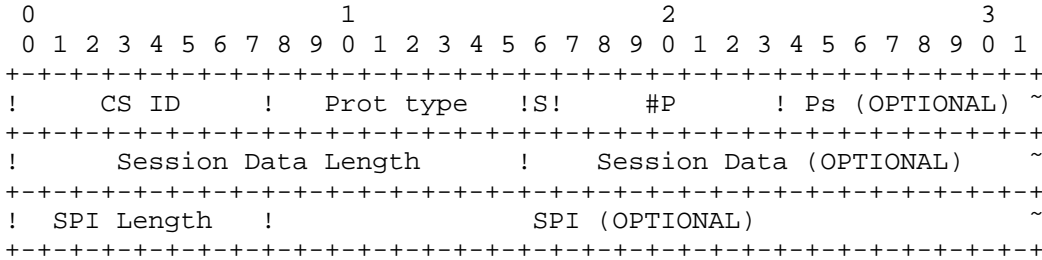 0                   1                   2                   3
 0 1 2 3 4 5 6 7 8 9 0 1 2 3 4 5 6 7 8 9 0 1 2 3 4 5 6 7 8 9 0 1
+-+-+-+-+-+-+-+-+-+-+-+-+-+-+-+-+-+-+-+-+-+-+-+-+-+-+-+-+-+-+-+-+
!     CS ID     !   Prot type   !S!     #P      ! Ps (OPTIONAL) ~
+-+-+-+-+-+-+-+-+-+-+-+-+-+-+-+-+-+-+-+-+-+-+-+-+-+-+-+-+-+-+-+-+
!      Session Data Length      !    Session Data (OPTIONAL)    ~
+-+-+-+-+-+-+-+-+-+-+-+-+-+-+-+-+-+-+-+-+-+-+-+-+-+-+-+-+-+-+-+-+
!  SPI Length   !                SPI (OPTIONAL)                 ~
+-+-+-+-+-+-+-+-+-+-+-+-+-+-+-+-+-+-+-+-+-+-+-+-+-+-+-+-+-+-+-+-+